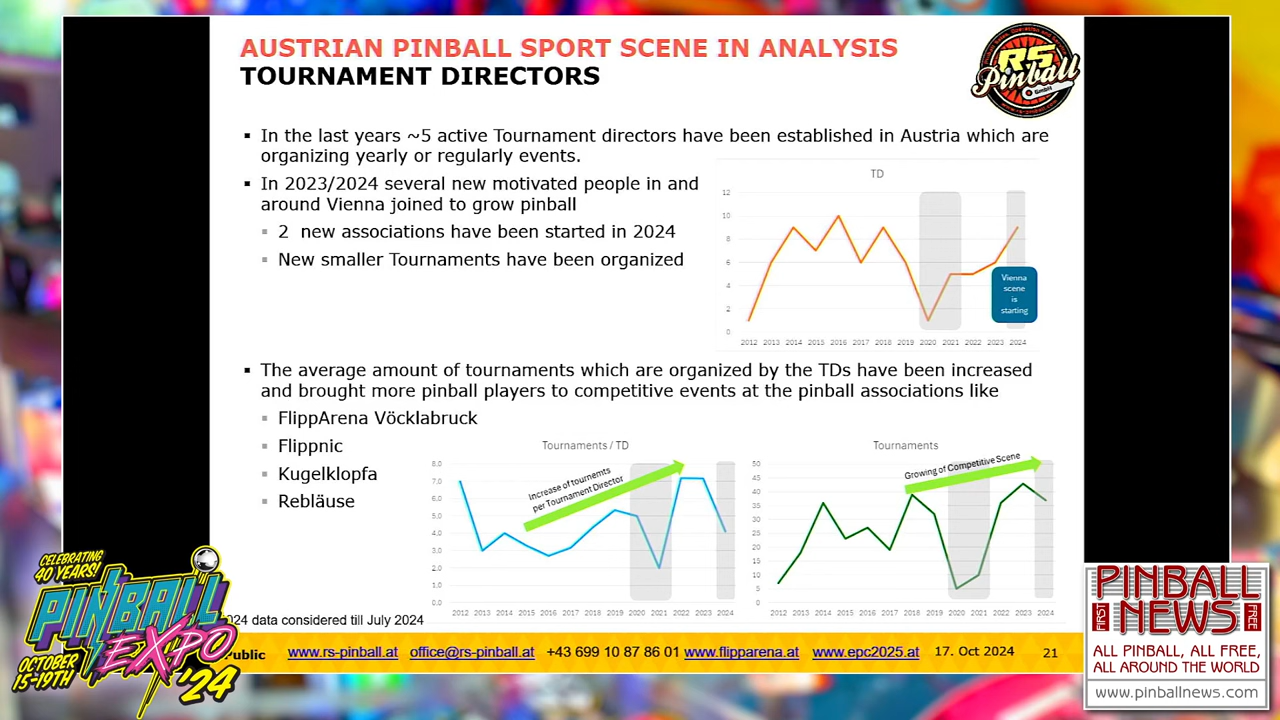 AUSTRIAN PINBALL SPORT SCENE IN ANALYSIS
TOURNAMENT DIRECTORS
RS
Pinball
GmbH
▪ In the last years ~5 active Tournament directors have been established in Austria which are
organizing yearly or regularly events.
▪ In 2023/2024 several new motivated people in and
around Vienna joined to grow pinball
▪ 2 new associations have been started in 2024
▪ New smaller Tournaments have been organized
TD
12
10
8
6
4
2
0
2012 2013 2014 2015 2016 2017 2018 2019 2020 2021 2022 2023 2024
Vienna
scene
is
starting
▪ The average amount of tournaments which are organized by the TDs have been increased
and brought more pinball players to competitive events at the pinball associations like
▪ FlippArena Vöcklabruck
▪ Flippnic
▪ Kugelklopfa
▪ Rebläuse
Tournaments / TD
8.0
7.0
6.0
5.0
4.0
3.0
2.0
1.0
0.0
2012 2013 2014 2015 2016 2017 2018 2019 2020 2021 2022 2023 2024
Increase of tournemts
per Tournament Director
Tournaments
50
45
40
35
30
25
20
15
10
5
0
2012 2013 2014 2015 2016 2017 2018 2019 2020 2021 2022 2023 2024
Growing of Competitive Scene
024 data considered till July 2024
Public www.rs-pinball.at office@rs-pinball.at +43 699 10 87 86 01 www.flipparena.at www.epc2025.at 17. Oct 2024 21
CELEBRATING
40 YEARS!
PINBALL
EXPO
OCTOBER
15-19TH
'24
PINBALL
FIRST NEWS FREE
ALL PINBALL, ALL FREE,
ALL AROUND THE WORLD
www.pinballnews.com